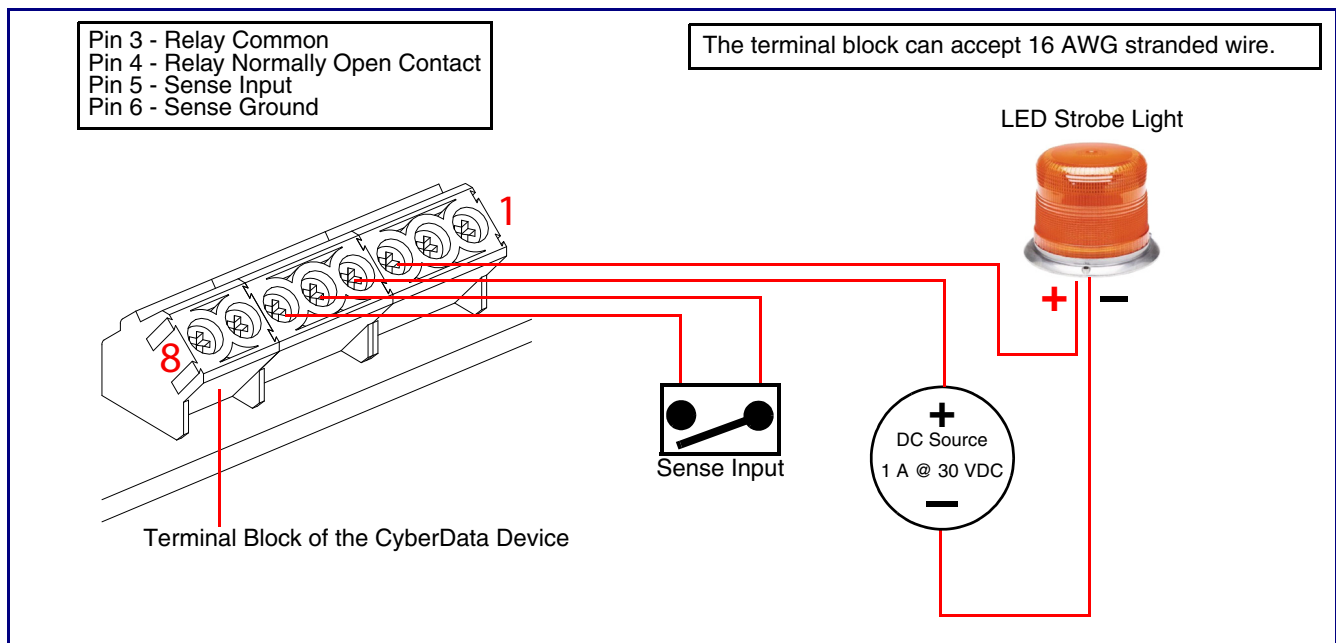 Pin 3 - Relay Common
Pin 4 - Relay Normally Open Contact
Pin 5 - Sense Input
Pin 6 - Sense Ground
The terminal block can accept 16 AWG stranded wire.
LED Strobe Light
1
8
+ −
+
DC Source
1 A @ 30 VDC
−
Sense Input
Terminal Block of the CyberData Device